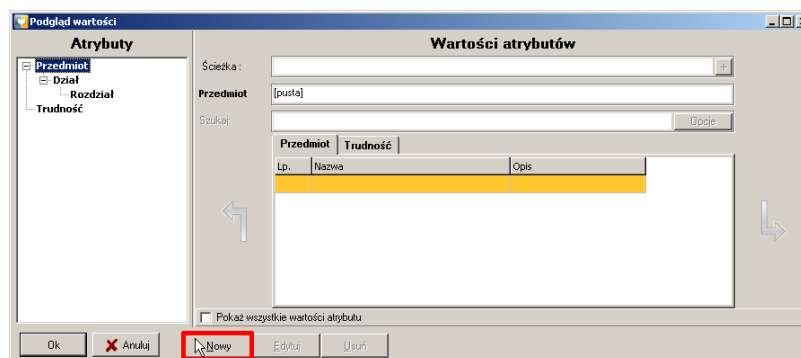 Podgląd wartości
Atrybuty
Przedmiot
Dział
Rozdział
Trudność
Wartości atrybutów
Ścieżka :
+
Przedmiot [pusta]
Szukaj: Opcje
Przedmiot Trudność
Lp. Nazwa Opis
Pokaż wszystkie wartości atrybutu
Ok Anuluj Nowy Edytuj Usuń